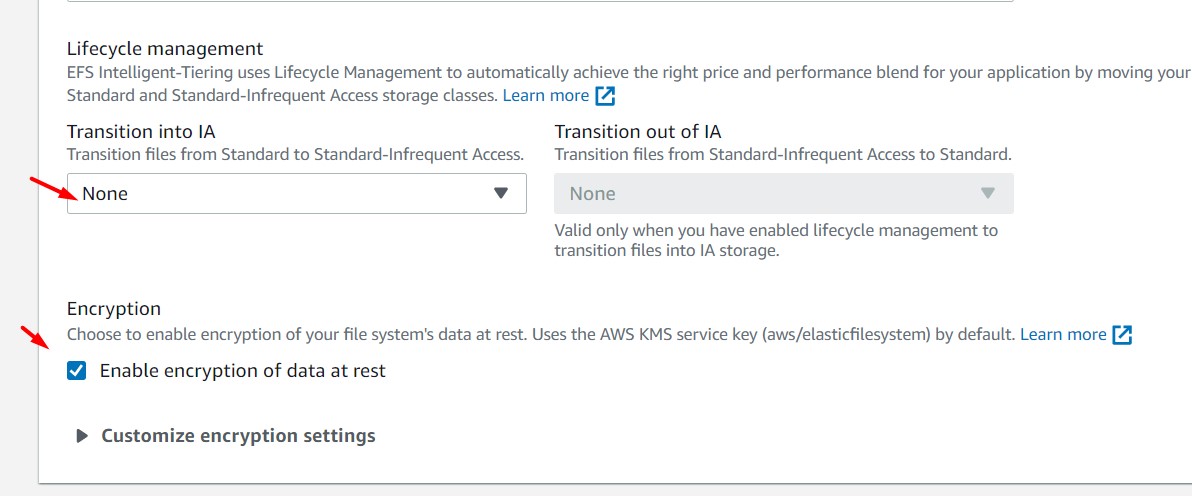 Lifecycle management
EFS Intelligent-Tiering uses Lifecycle Management to automatically achieve the right price and performance blend for your application by moving your
Standard and Standard-Infrequent Access storage classes. Learn more
Transition into IA
Transition files from Standard to Standard-Infrequent Access.
None
Transition out of IA
Transition files from Standard-Infrequent Access to Standard.
None
Valid only when you have enabled lifecycle management to
transition files into IA storage.
Encryption
Choose to enable encryption of your file system's data at rest. Uses the AWS KMS service key (aws/elasticfilesystem) by default. Learn more
Enable encryption of data at rest
Customize encryption settings